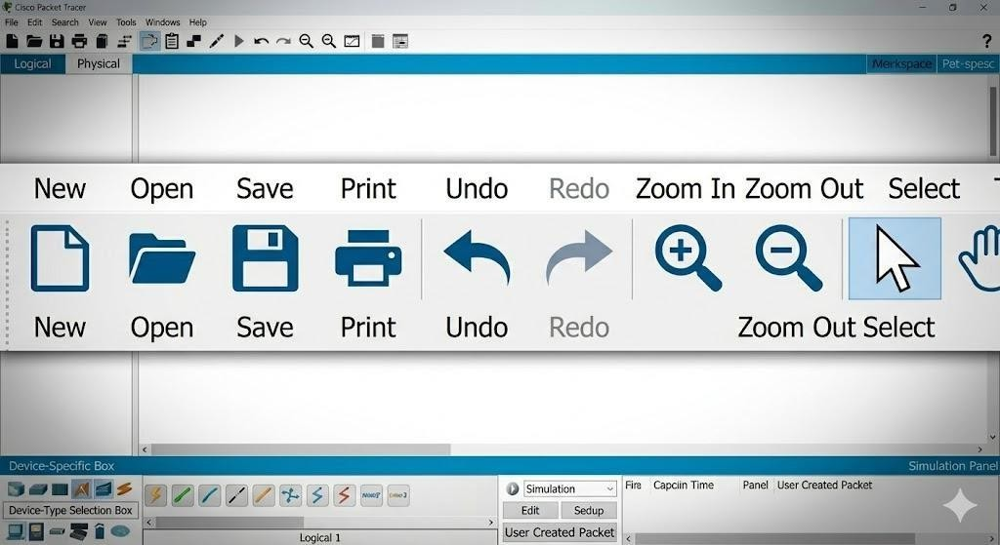 Cisco Packet Tracer
File Edit Search View Tools Windows Help
?
Logical Physical Merkspace Pet-spesc
New Open Save Print Undo Redo Zoom In Zoom Out Select
New Open Save Print Undo Redo Zoom Out Select
Device-Specific Box Simulation Panel
Simulation Fire Capciin Time Panel User Created Packet
Device-Type Selection Box Edit Sedup
Logical 1 User Created Packet